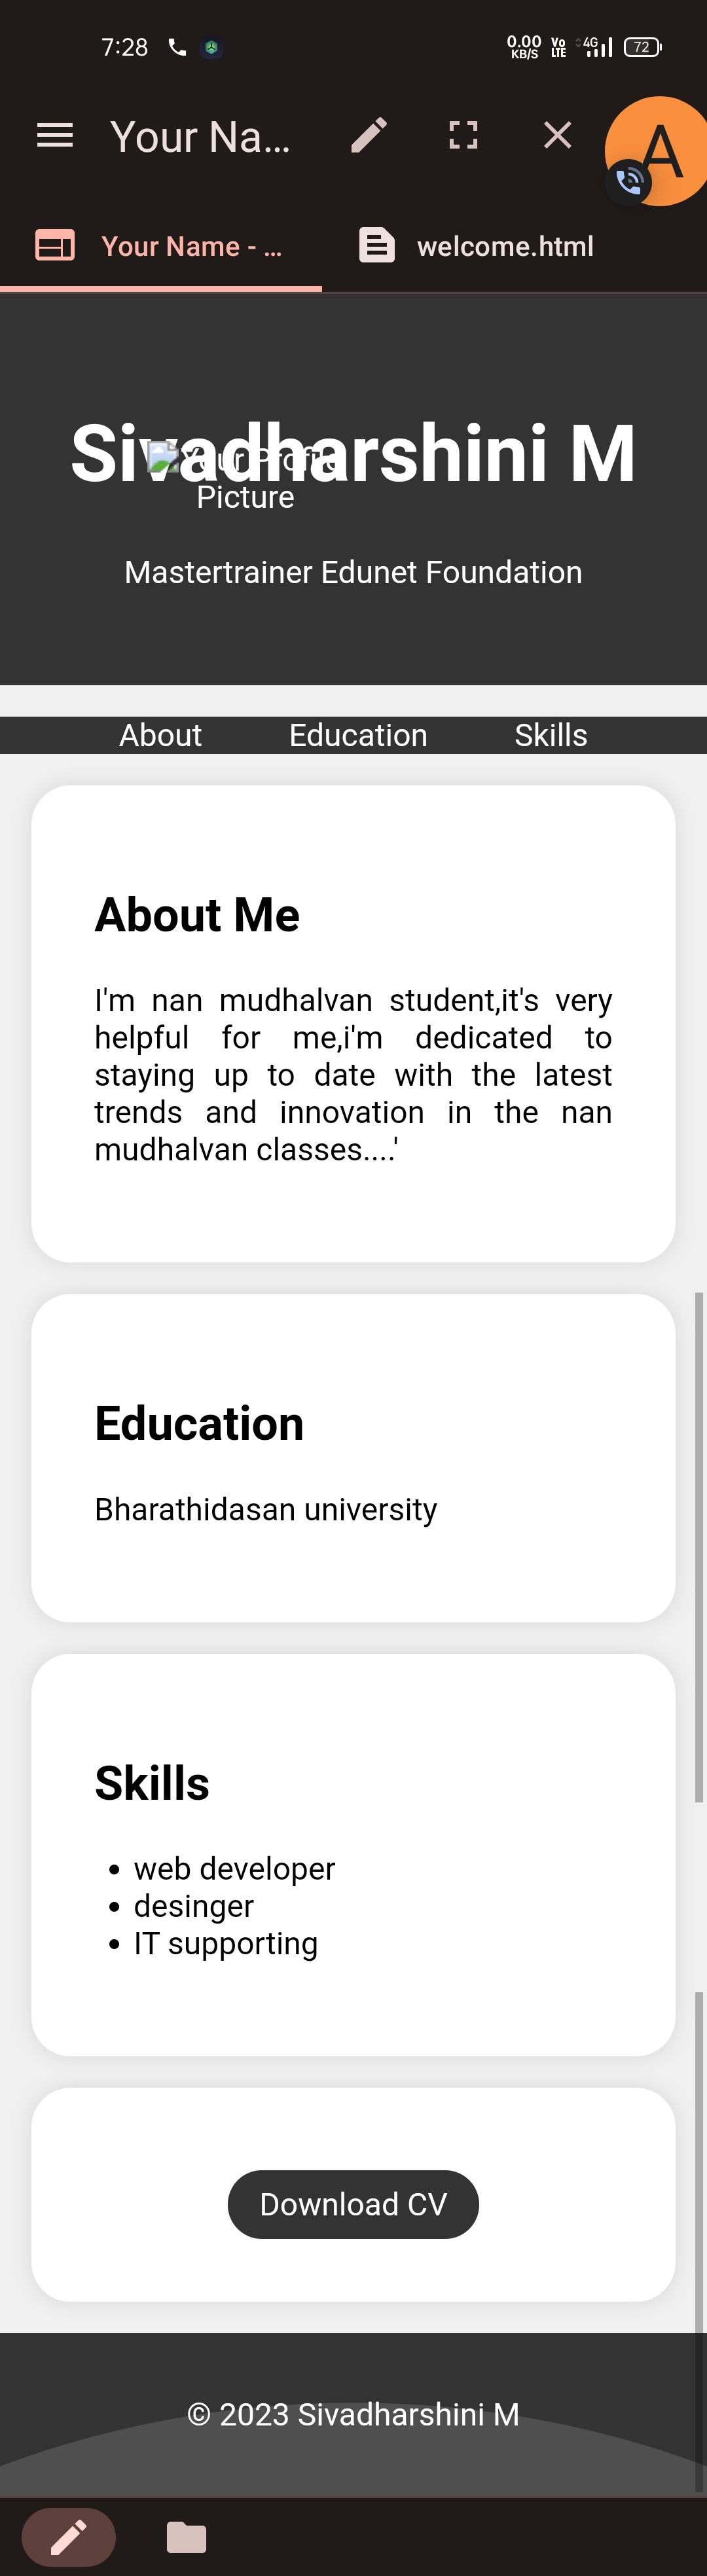 7:28
0.00 KB/S Vo LTE 4G 72
Your Na...
A
Your Name - ...
welcome.html
Sivadharshini M
Your Profile
Picture
Mastertrainer Edunet Foundation
About Education Skills
About Me
I'm nan mudhalvan student,it's very
helpful for me,i'm dedicated to
staying up to date with the latest
trends and innovation in the nan
mudhalvan classes....'
Education
Bharathidasan university
Skills
• web developer
• desinger
• IT supporting
Download CV
© 2023 Sivadharshini M